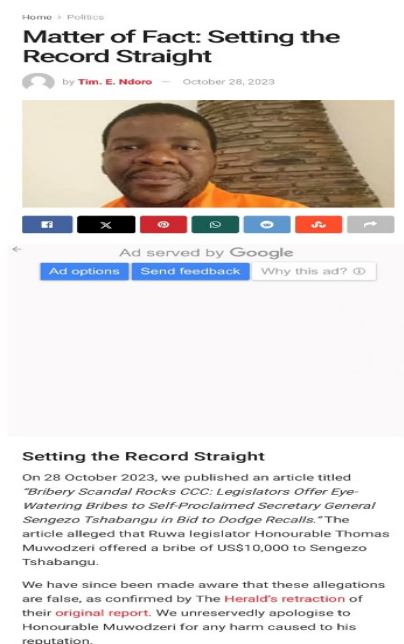 Home > Politics
Matter of Fact: Setting the
Record Straight
by Tim. E. Ndoro — October 28, 2023
Ad served by Google
Ad options Send feedback Why this ad?
Setting the Record Straight
On 28 October 2023, we published an article titled
"Bribery Scandal Rocks CCC: Legislators Offer Eye-
Watering Bribes to Self-Proclaimed Secretary General
Sengezo Tshabangu in Bid to Dodge Recalls." The
article alleged that Ruwa legislator Honourable Thomas
Muwodzeri offered a bribe of US$10,000 to Sengezo
Tshabangu.
We have since been made aware that these allegations
are false, as confirmed by The Herald's retraction of
their original report. We unreservedly apologise to
Honourable Muwodzeri for any harm caused to his
reputation.